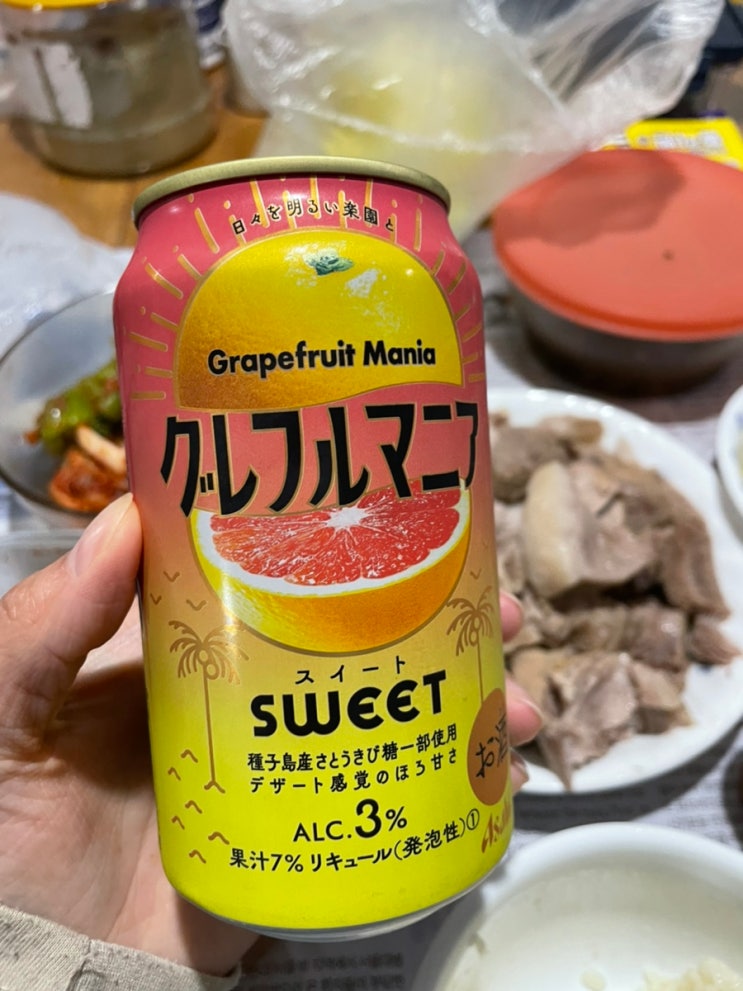 日々を明るい楽園と
Grapefruit Mania
グレフルマニア
スイート
SWEET
種子島産さとうきび糖一部使用
デザート感覚のほろ甘さ
お酒
ALC.3%
果汁7% リキュール(発泡性)①
Asahi